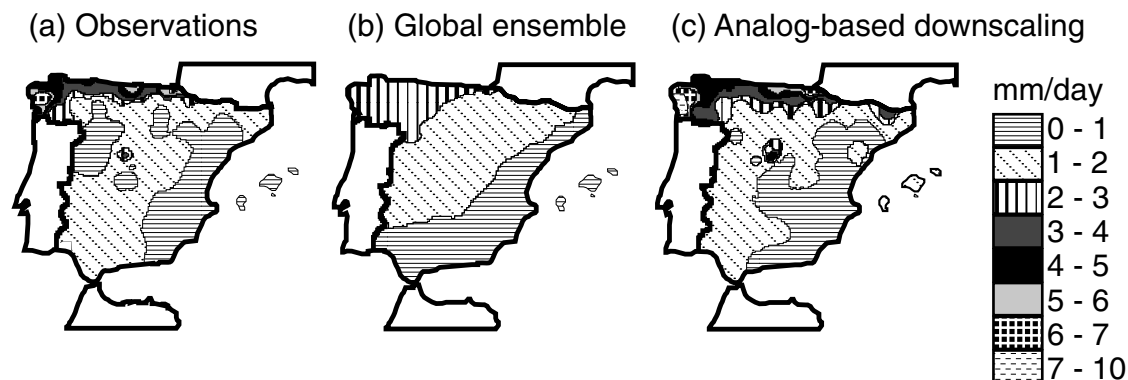 (a) Observations
(b) Global ensemble
(c) Analog-based downscaling
mm/day
0 - 1
1 - 2
2 - 3
3 - 4
4 - 5
5 - 6
6 - 7
7 - 10